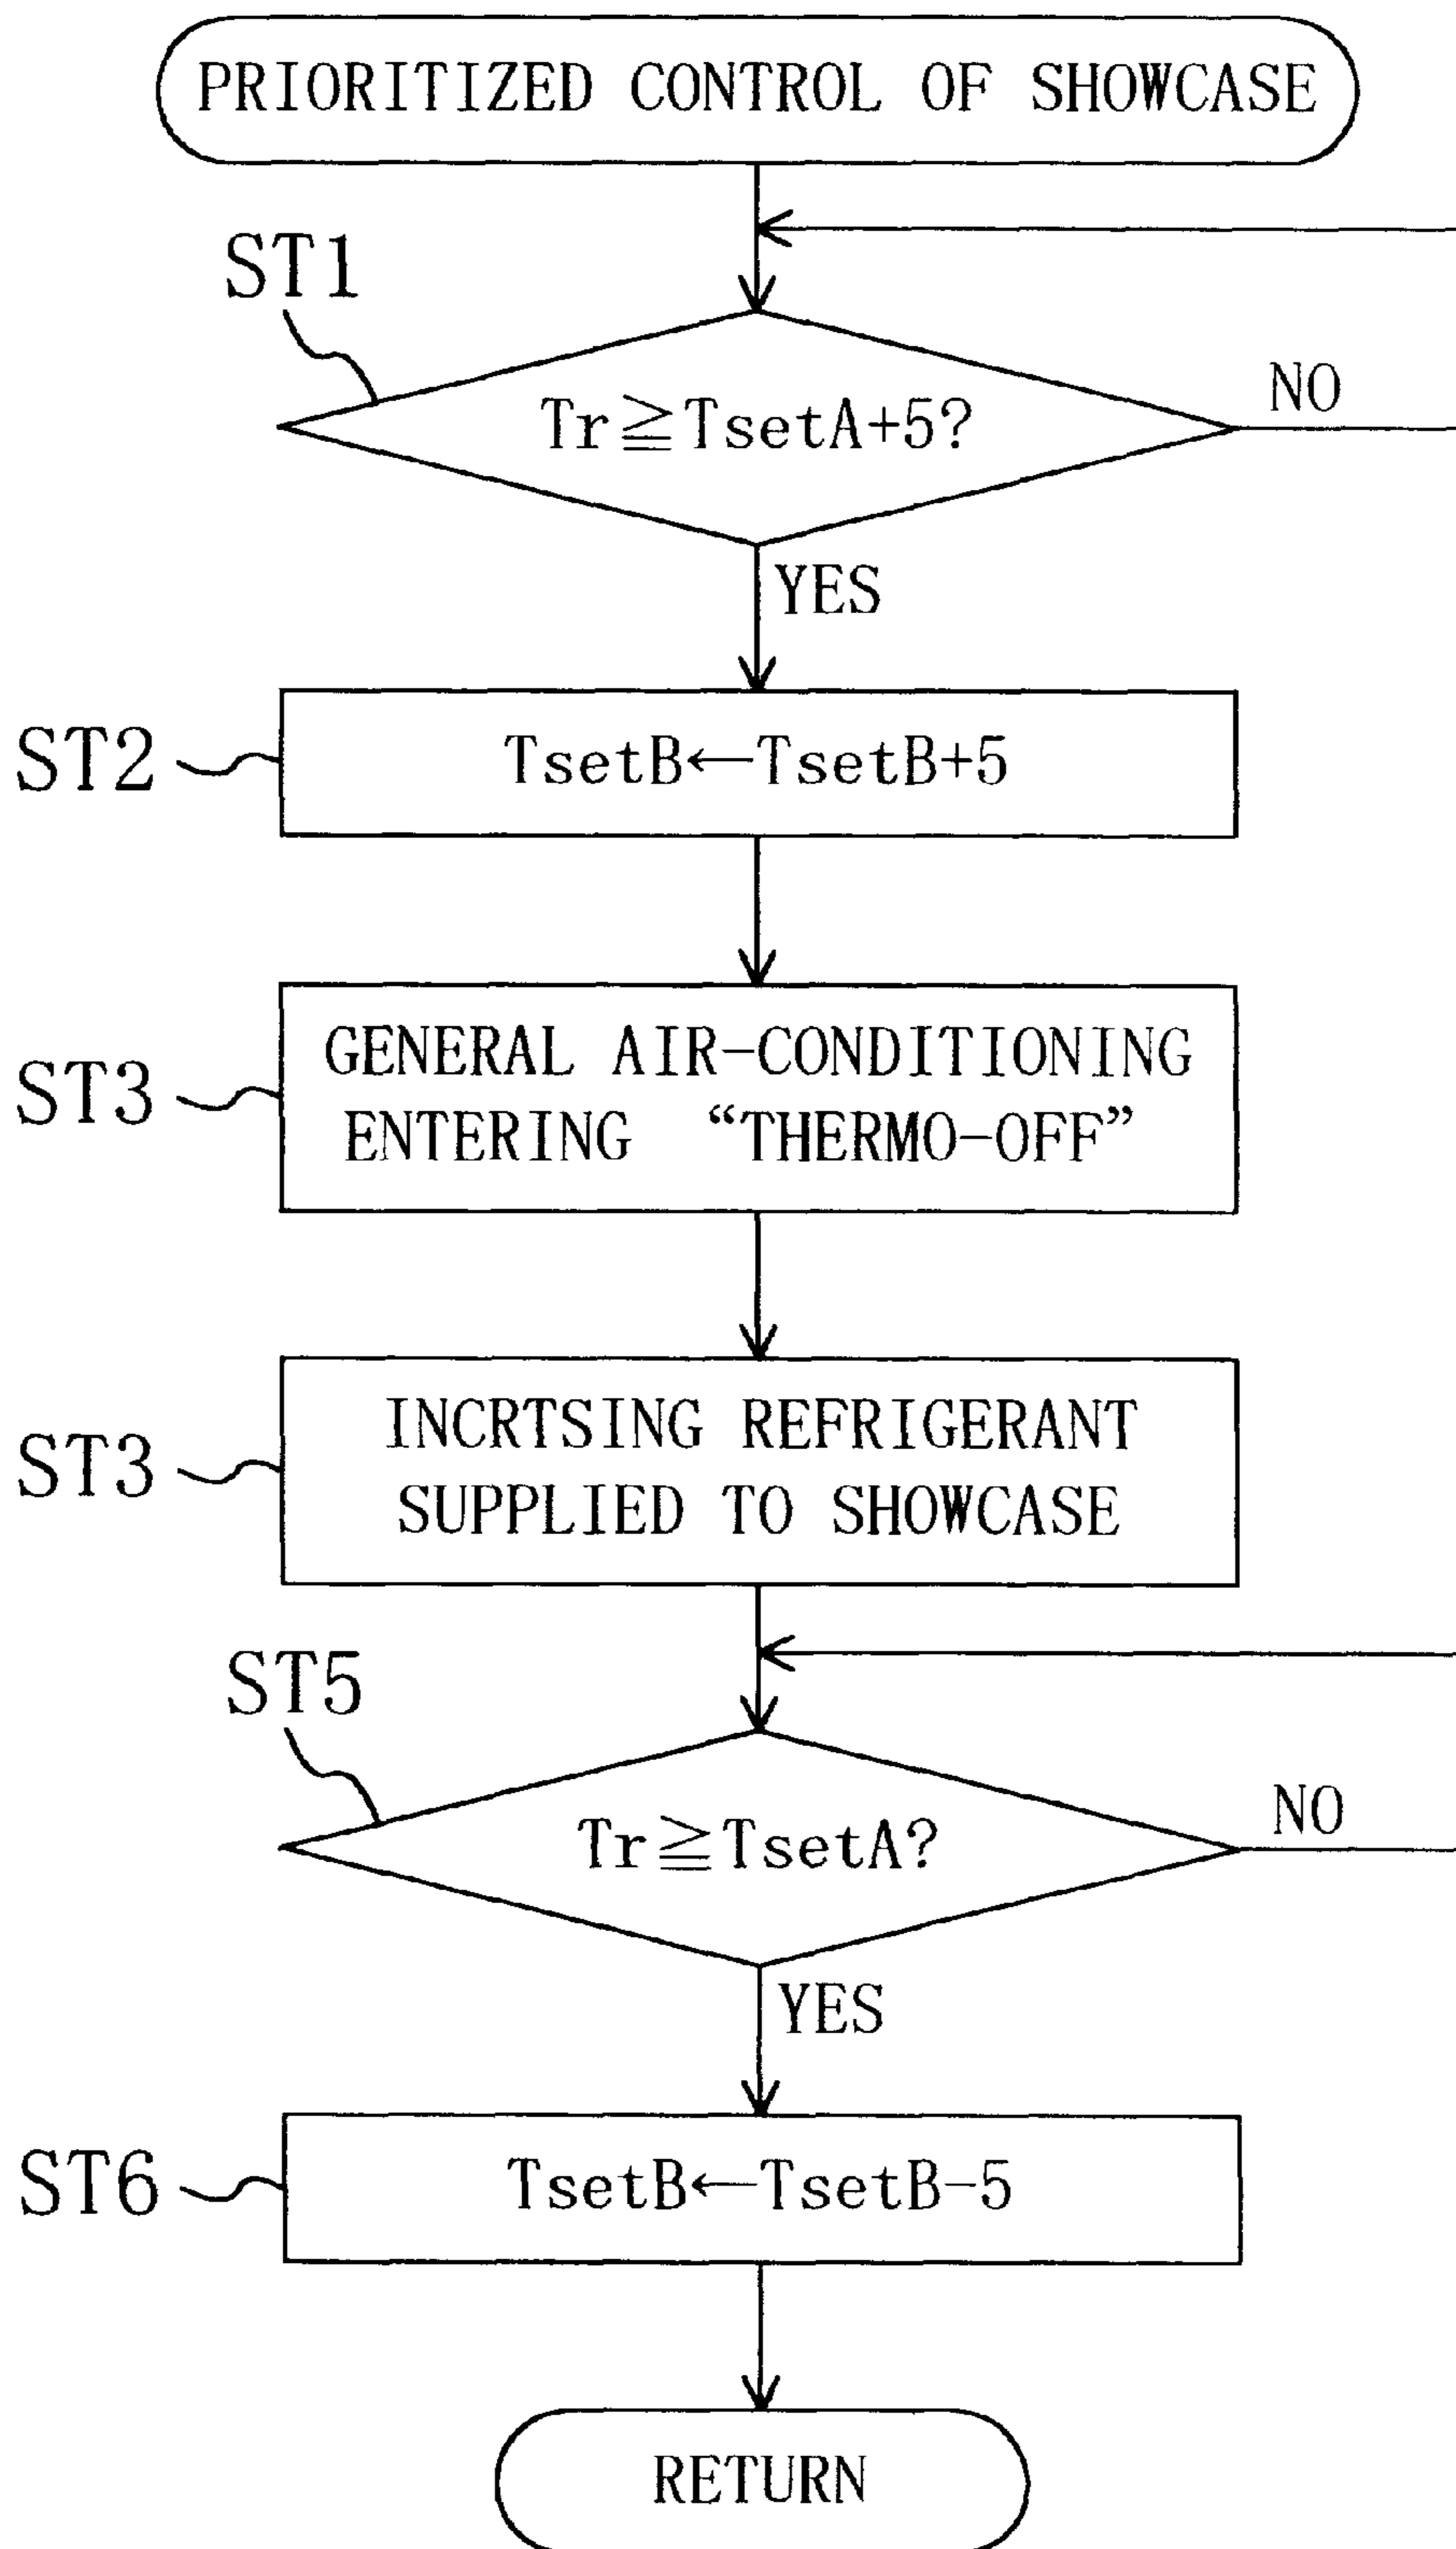 PRIORITIZED CONTROL OF SHOWCASE
ST1
Tr≧TsetA+5?
NO
YES
ST2
TsetB←TsetB+5
ST3
GENERAL AIR-CONDITIONING
ENTERING “THERMO-OFF”
ST3
INCRTSING REFRIGERANT
SUPPLIED TO SHOWCASE
ST5
Tr≧TsetA?
NO
YES
ST6
TsetB←TsetB-5
RETURN